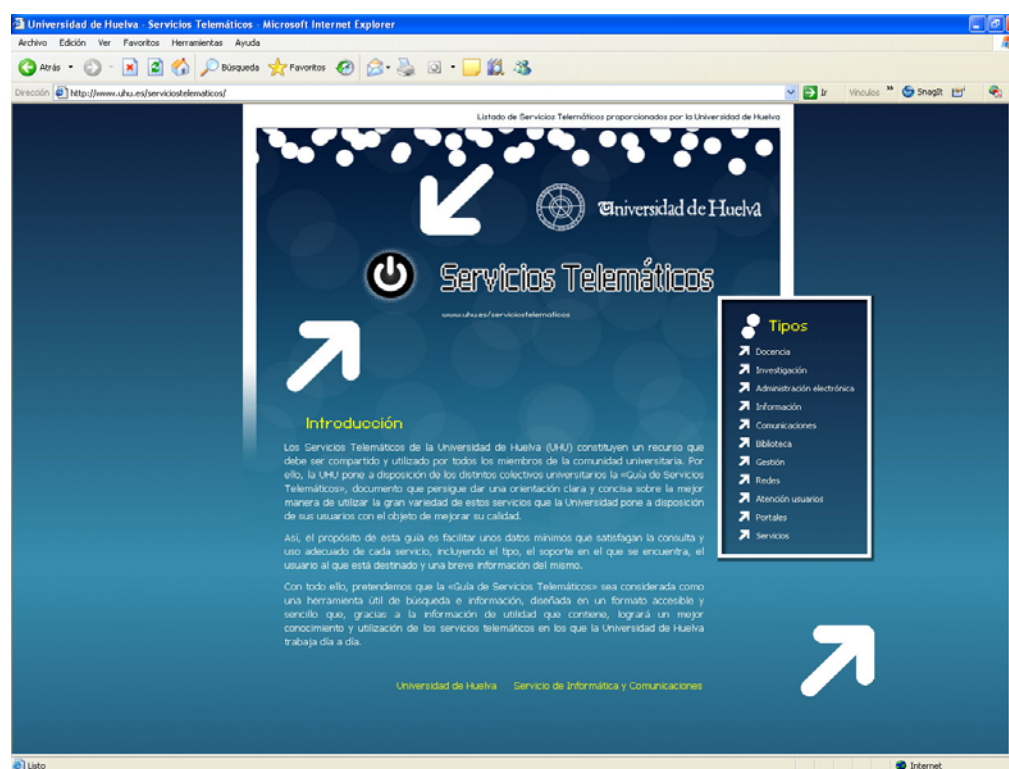 Universidad de Huelva - Servicios Telemáticos - Microsoft Internet Explorer
Archivo Edición Ver Favoritos Herramientas Ayuda
Atrás Búsqueda Favoritos
Dirección http://www.uhu.es/serviciostelematicos/ Ir Vínculos » SnagIt
Listado de Servicios Telemáticos proporcionados por la Universidad de Huelva
Universidad de Huelva
Servicios Telemáticos
www.uhu.es/serviciostelematicos
Tipos
Docencia
Investigación
Administración electrónica
Información
Comunicaciones
Biblioteca
Gestión
Redes
Atención usuarios
Portales
Servicios
Introducción
Los Servicios Telemáticos de la Universidad de Huelva (UHU) constituyen un recurso que
debe ser compartido y utilizado por todos los miembros de la comunidad universitaria. Por
ello, la UHU pone a disposición de los distintos colectivos universitarios la «Guía de Servicios
Telemáticos», documento que persigue dar una orientación clara y concisa sobre la mejor
manera de utilizar la gran variedad de estos servicios que la Universidad pone a disposición
de sus usuarios con el objeto de mejorar su calidad.
Así, el propósito de esta guía es facilitar unos datos mínimos que satisfagan la consulta y
uso adecuado de cada servicio, incluyendo el tipo, el soporte en el que se encuentra, el
usuario al que está destinado y una breve información del mismo.
Con todo ello, pretendemos que la «Guía de Servicios Telemáticos» sea considerada como
una herramienta útil de búsqueda e información, diseñada en un formato accesible y
sencillo que, gracias a la información de utilidad que contiene, logrará un mejor
conocimiento y utilización de los servicios telemáticos en los que la Universidad de Huelva
trabaja día a día.
Universidad de Huelva Servicio de Informática y Comunicaciones
Listo Internet